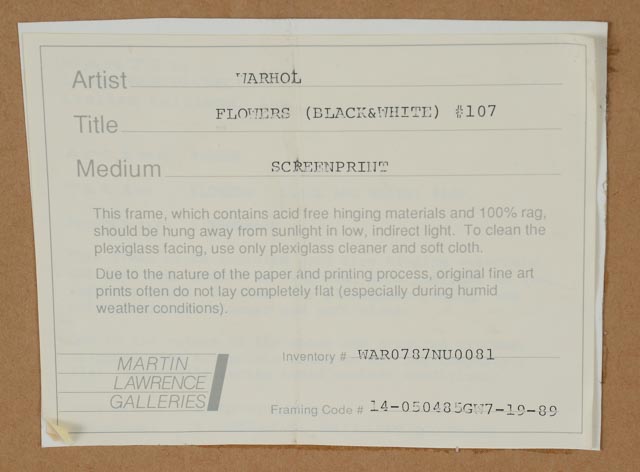 Artist WARHOL
Title FLOWERS (BLACK&WHITE) #107
Medium SCREENPRINT
This frame, which contains acid free hinging materials and 100% rag,
should be hung away from sunlight in low, indirect light. To clean the
plexiglass facing, use only plexiglass cleaner and soft cloth.
Due to the nature of the paper and printing process, original fine art
prints often do not lay completely flat (especially during humid
weather conditions).
Inventory # WAR0787NU0081
MARTIN
LAWRENCE
GALLERIES
Framing Code # 14-050485GW7-19-89